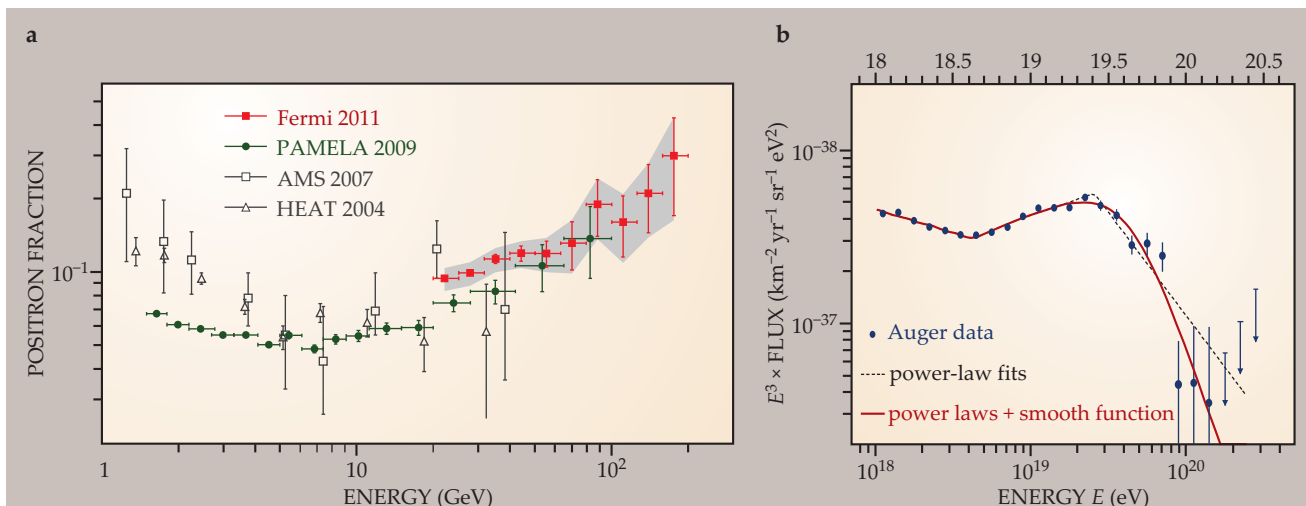 a
POSITRON FRACTION
10⁻¹
Fermi 2011
PAMELA 2009
AMS 2007
HEAT 2004
1 10 10²
ENERGY (GeV)
b
18 18.5 19 19.5 20 20.5
E³ × FLUX (km⁻² yr⁻¹ sr⁻¹ eV²)
10⁻³⁸
10⁻³⁷
Auger data
power-law fits
power laws + smooth function
10¹⁸ 10¹⁹ 10²⁰
ENERGY E (eV)